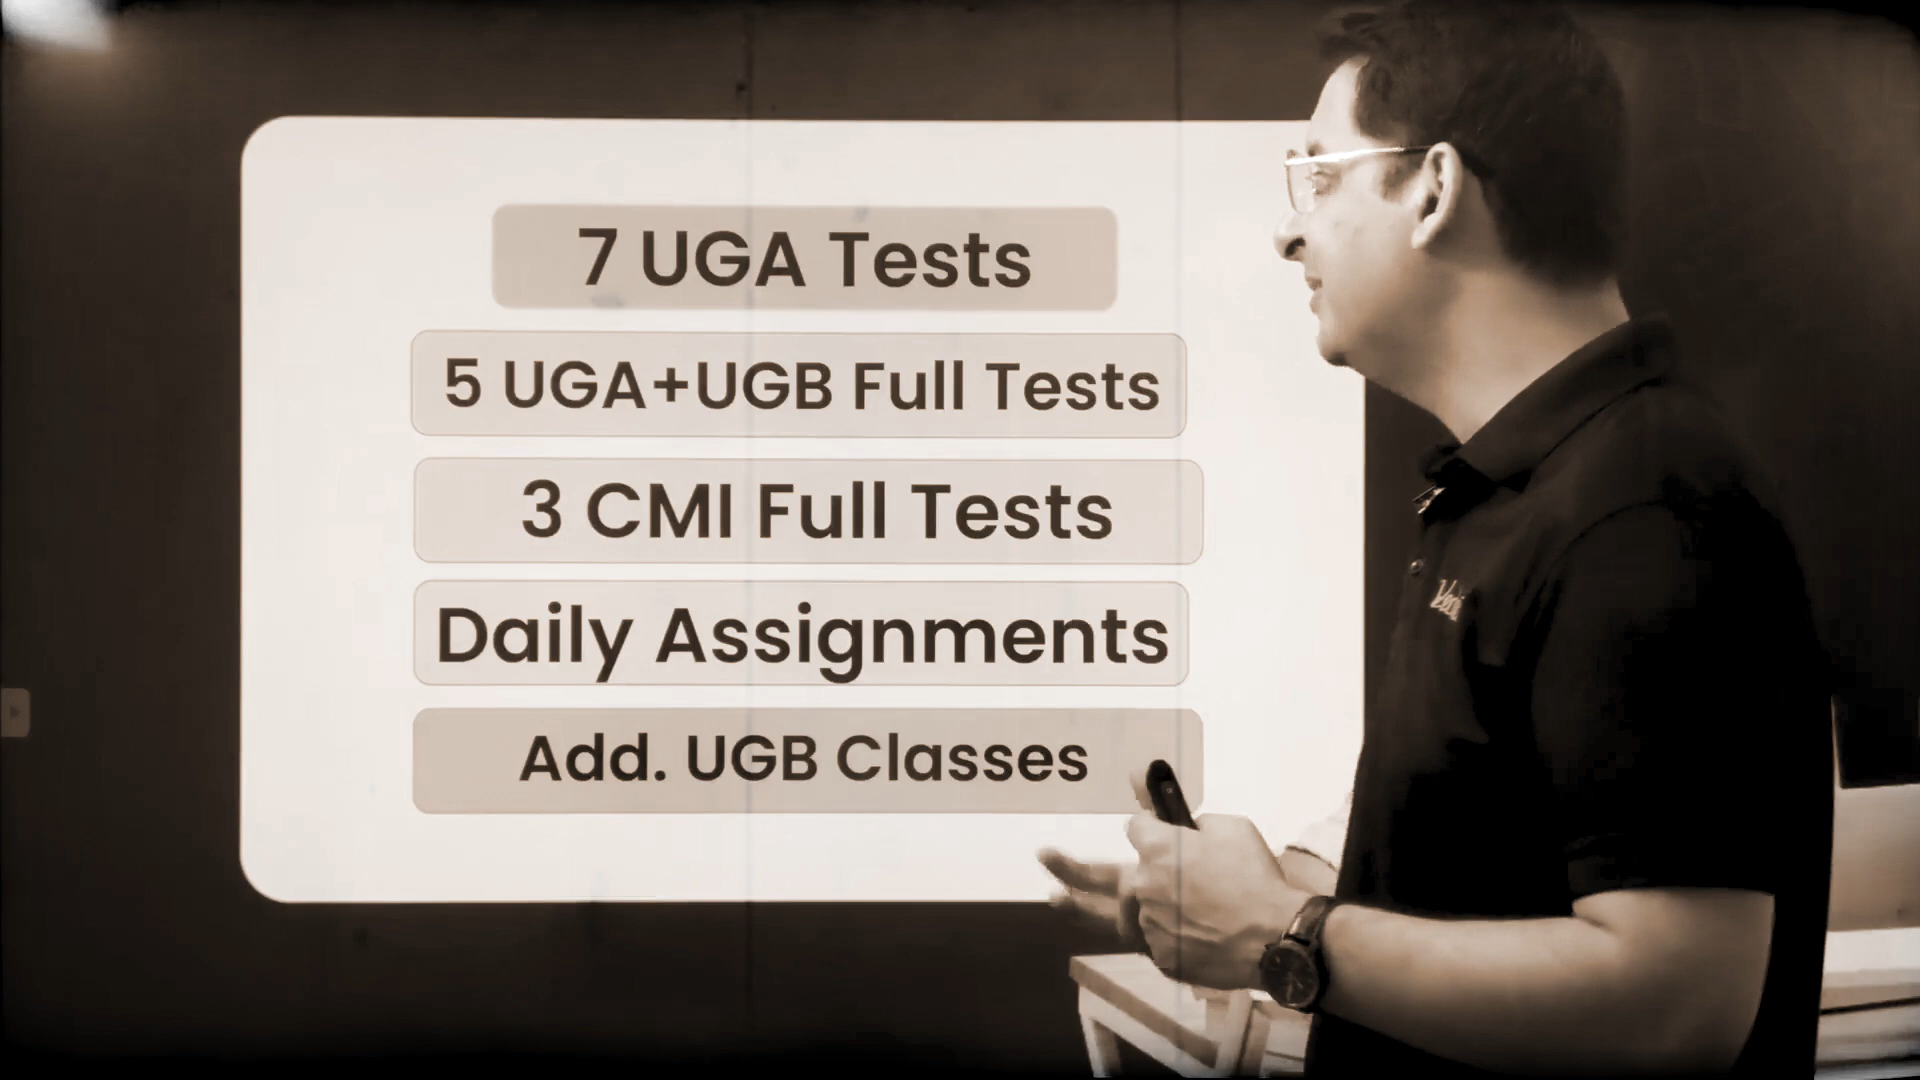 7 UGA Tests
5 UGA+UGB Full Tests
3 CMI Full Tests
Daily Assignments
Add. UGB Classes